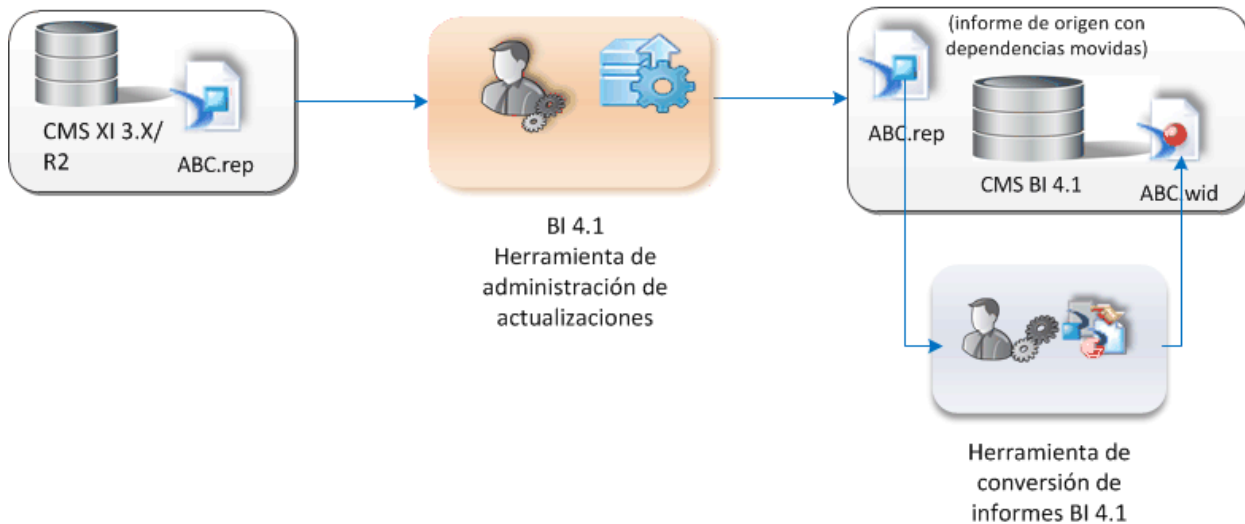 CMS XI 3.X/
R2
ABC.rep
BI 4.1
Herramienta de
administración de
actualizaciones
(informe de origen con
dependencias movidas)
ABC.rep
CMS BI 4.1
ABC.wid
Herramienta de
conversión de
informes BI 4.1